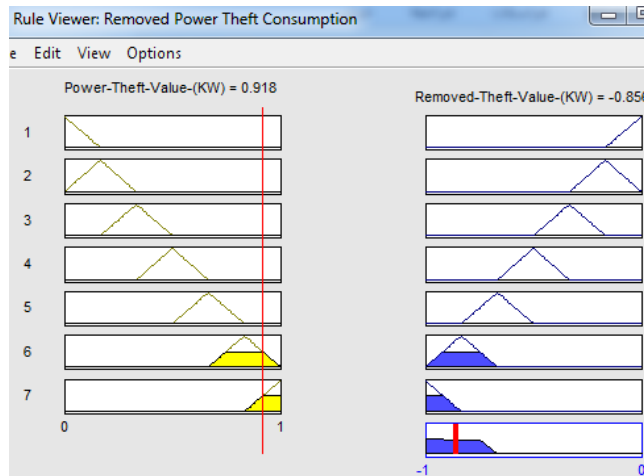 Rule Viewer: Removed Power Theft Consumption
e Edit View Options
Power-Theft-Value-(KW) = 0.918
Removed-Theft-Value-(KW) = -0.856
1
2
3
4
5
6
7
0 1
-1 0